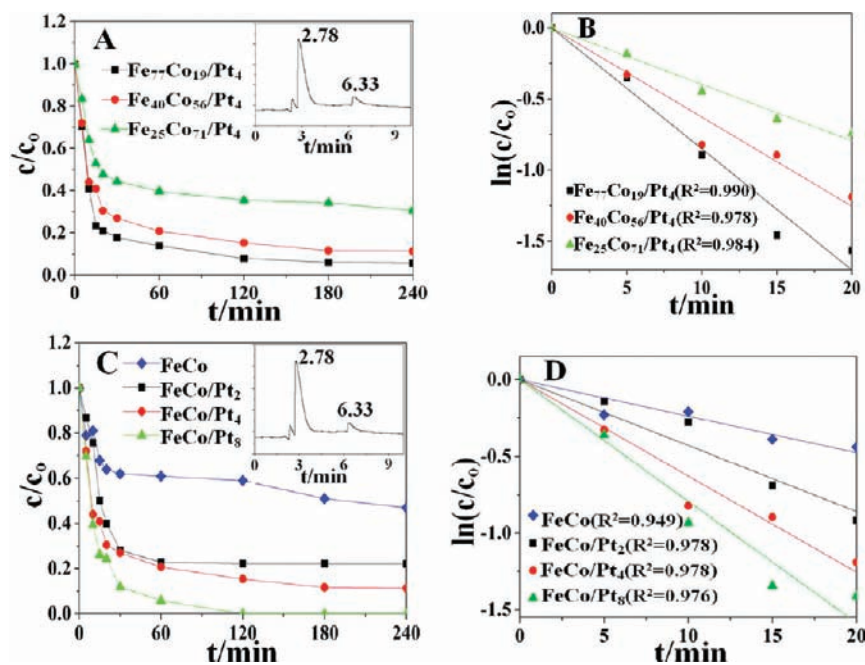 A
Fe₇₇Co₁₉/Pt₄
Fe₄₀Co₅₆/Pt₄
Fe₂₅Co₇₁/Pt₄
2.78
6.33
0 3 6 9
t/min
c/c₀
1.2
1.0
0.8
0.6
0.4
0.2
0.0
0 60 120 180 240
t/min
B
ln(c/c₀)
0.0
-0.5
-1.0
-1.5
Fe₇₇Co₁₉/Pt₄(R²=0.990)
Fe₄₀Co₅₆/Pt₄(R²=0.978)
Fe₂₅Co₇₁/Pt₄(R²=0.984)
0 5 10 15 20
t/min
C
FeCo
FeCo/Pt₂
FeCo/Pt₄
FeCo/Pt₈
2.78
6.33
0 3 6 9
t/min
c/c₀
1.2
1.0
0.8
0.6
0.4
0.2
0.0
0 60 120 180 240
t/min
D
ln(c/c₀)
0.0
-0.5
-1.0
-1.5
FeCo(R²=0.949)
FeCo/Pt₂(R²=0.978)
FeCo/Pt₄(R²=0.978)
FeCo/Pt₈(R²=0.976)
0 5 10 15 20
t/min